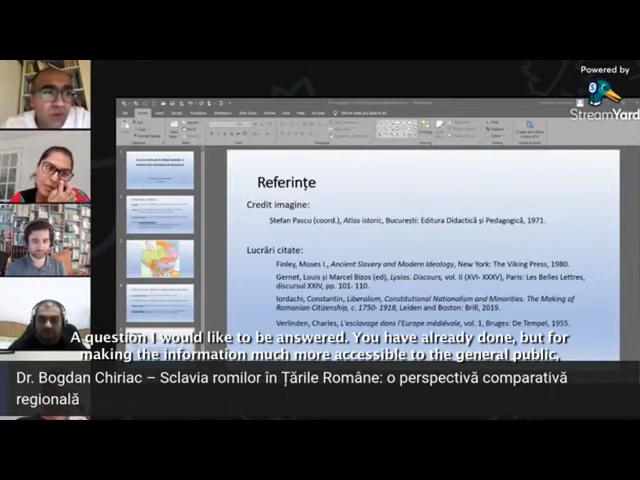 Powered by
StreamYard
Referințe
Credit imagine:
Ștefan Pascu (coord.), Atlas istoric, București: Editura Didactică și Pedagogică, 1971.
Lucrări citate:
Finley, Moses I., Ancient Slavery and Modern Ideology, New York: The Viking Press, 1980.
Gernet, Louis și Marcel Bizos (ed), Lysias. Discours, vol. II (XVI- XXXV), Paris: Les Belles Lettres,
discursul XXIV, pp. 101- 110.
Iordachi, Constantin, Liberalism, Constitutional Nationalism and Minorities. The Making of
Romanian Citizenship, c. 1750- 1918, Leiden and Boston: Brill, 2019.
Verlinden, Charles, L'esclavage dans l'Europe médiévale, vol. 1, Bruges: De Tempel, 1955.
A question I would like to be answered. You have already done, but for
making the information much more accessible to the general public,
Dr. Bogdan Chiriac – Sclavia romilor în Țările Române: o perspectivă comparativă
regională